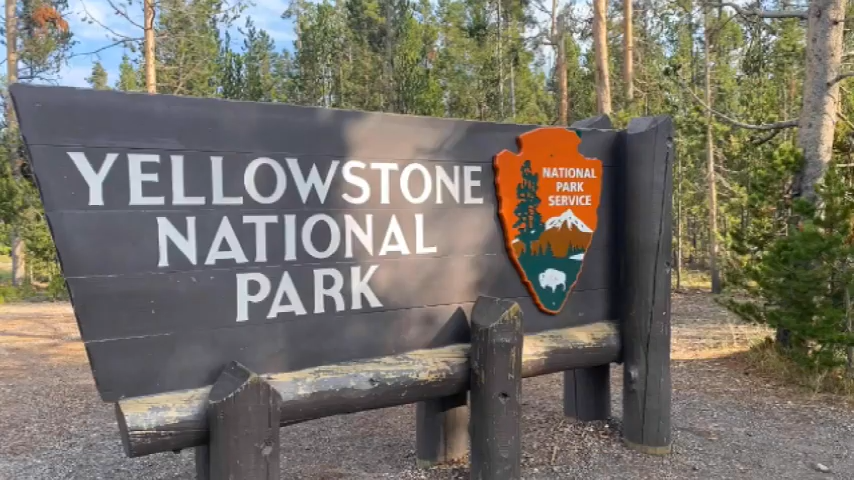 YELLOWSTONE
NATIONAL
PARK
NATIONAL
PARK
SERVICE